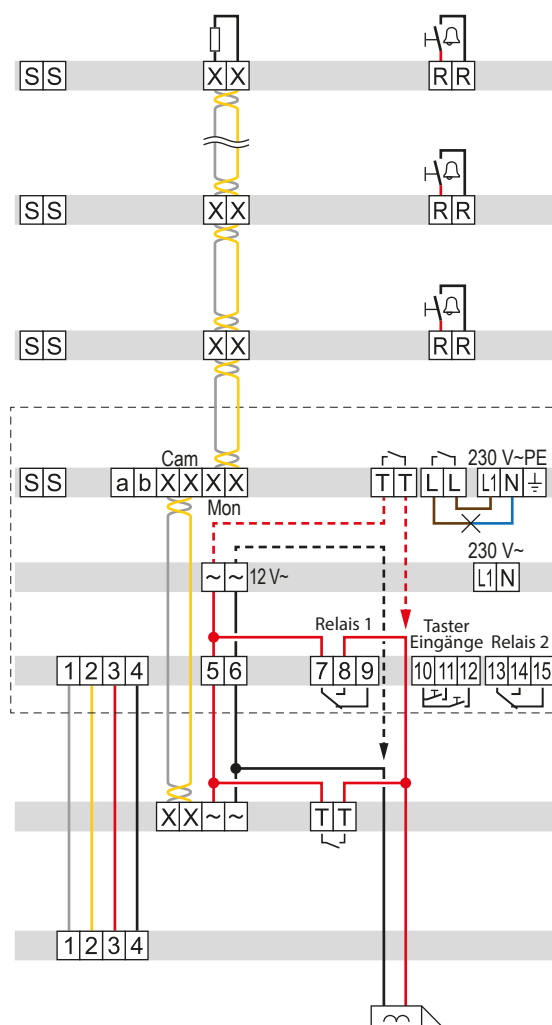 S S X X R R
S S X X R R
S S X X R R
Cam 230 V~PE
S S a b X X X X T T L L L1 N
Mon
230 V~
~ ~ 12 V~ L1 N
Relais 1 Taster
Eingänge Relais 2
1 2 3 4 5 6 7 8 9 10 11 12 13 14 15
X X ~ ~ T T
1 2 3 4